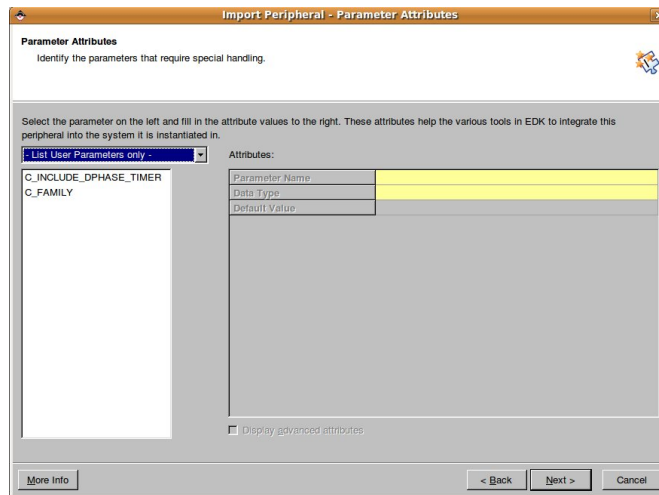 Import Peripheral - Parameter Attributes
Parameter Attributes
Identify the parameters that require special handling.
Select the parameter on the left and fill in the attribute values to the right. These attributes help the various tools in EDK to integrate this
peripheral into the system it is instantiated in.
- List User Parameters only -
Attributes:
C_INCLUDE_DPHASE_TIMER
C_FAMILY
Parameter Name
Data Type
Default Value
Display advanced attributes
More Info
< Back
Next >
Cancel